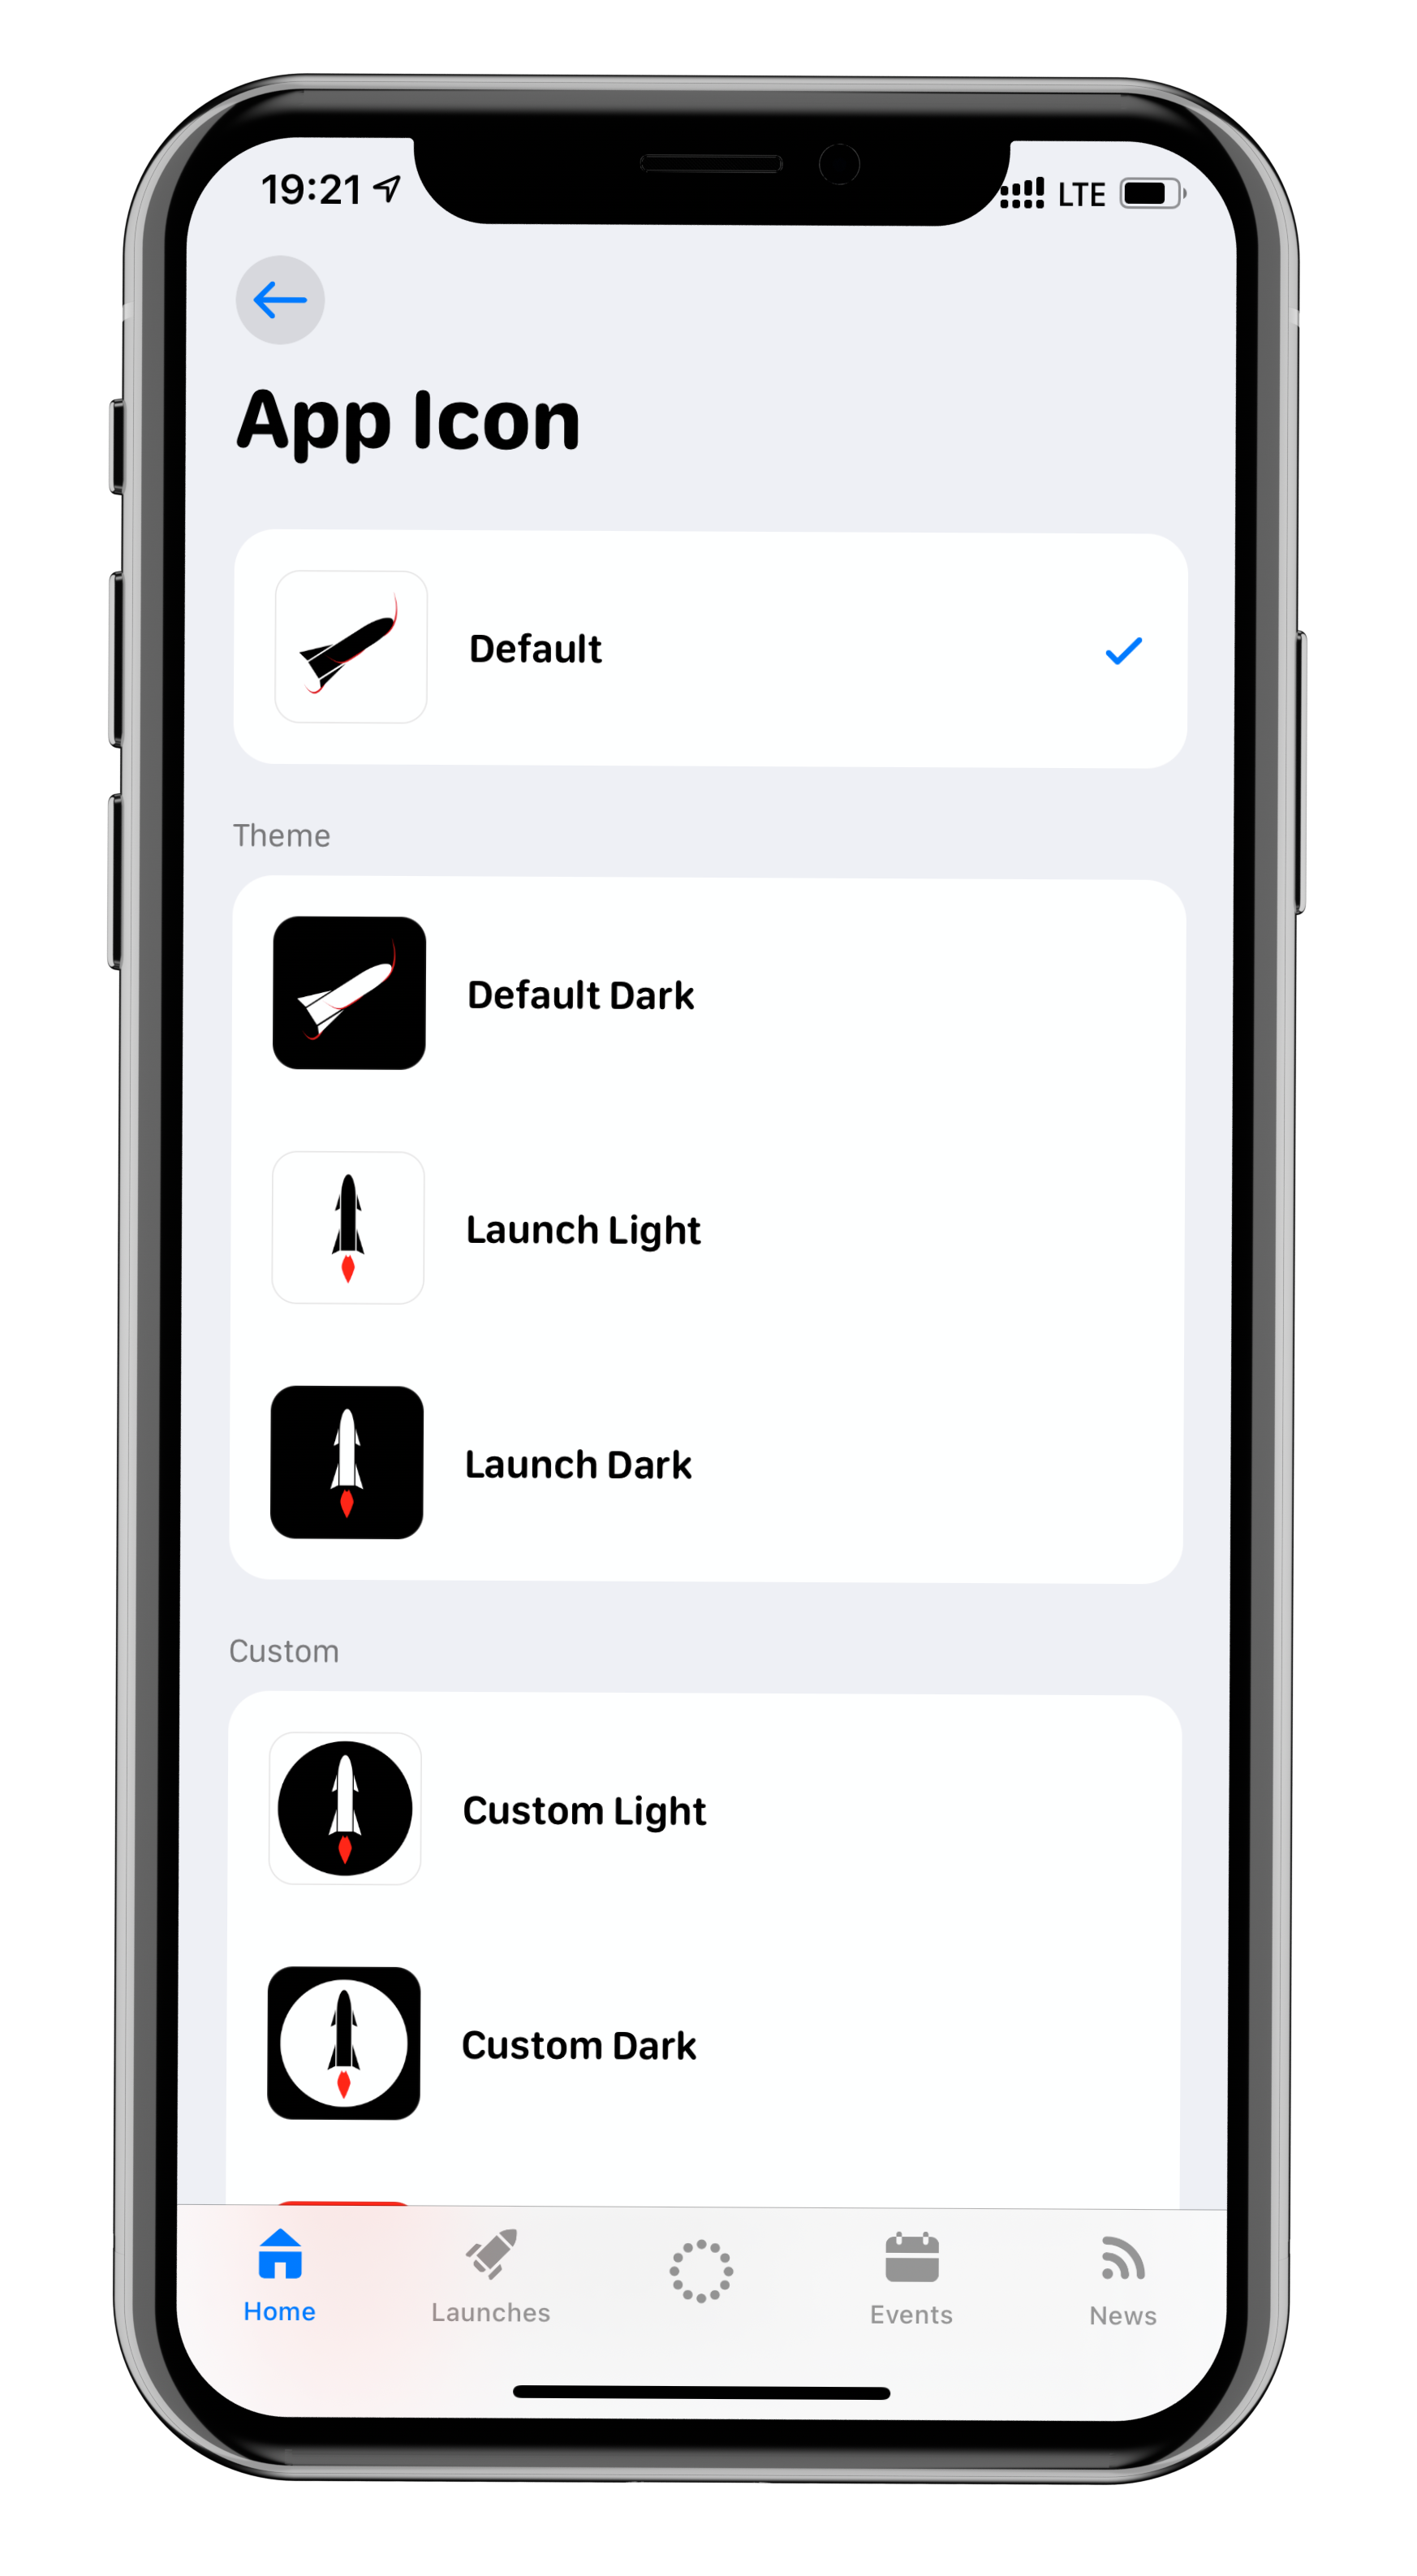 19:21 LTE
App Icon
Default
Theme
Default Dark
Launch Light
Launch Dark
Custom
Custom Light
Custom Dark
Home Launches Events News